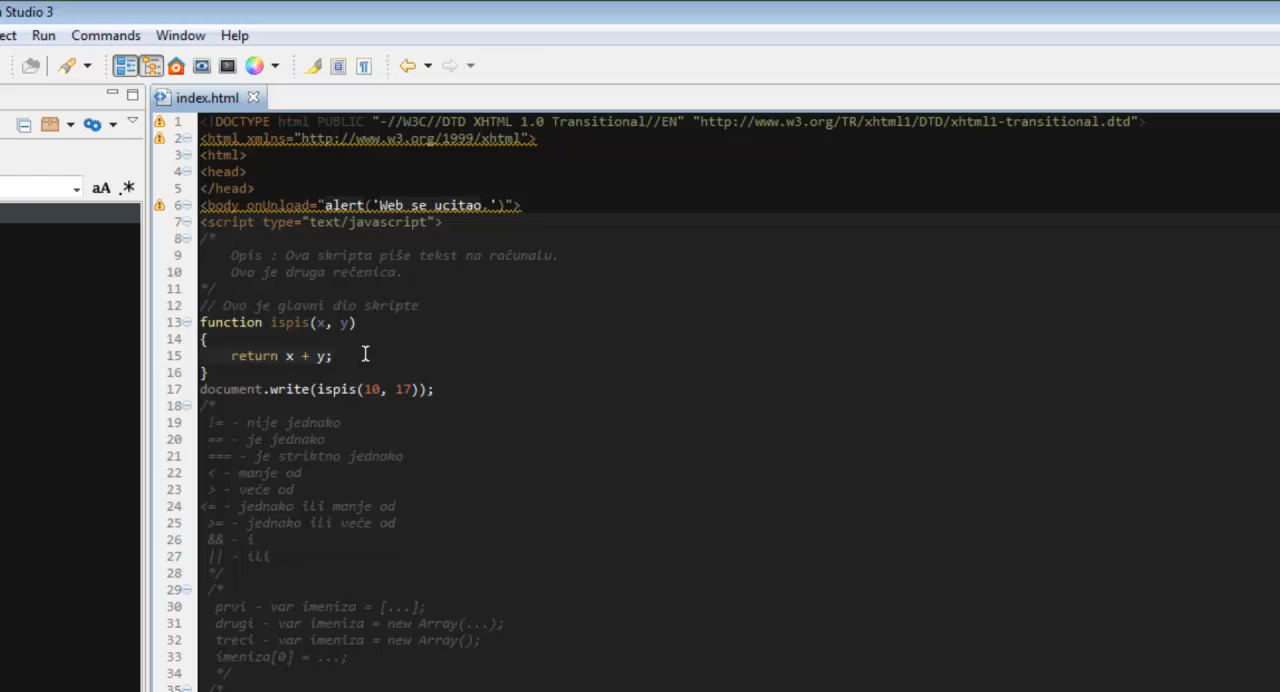 Studio 3
ect Run Commands Window Help
index.html
aA .*
1 <!DOCTYPE html PUBLIC "-//W3C//DTD XHTML 1.0 Transitional//EN" "http://www.w3.org/TR/xhtml1/DTD/xhtml1-transitional.dtd">
2 <html xmlns="http://www.w3.org/1999/xhtml">
3 <html>
4 <head>
5 </head>
6 <body onUnload="alert('Web se ucitao.')">
7 <script type="text/javascript">
8 /*
9 Opis : Ova skripta piše tekst na računalu.
10 Ovo je druga rečenica.
11 */
12 // Ovo je glavni dio skripte
13 function ispis(x, y)
14 {
15 return x + y;
16 }
17 document.write(ispis(10, 17));
18 /*
19 != - nije jednako
20 == - je jednako
21 === - je striktno jednako
22 < - manje od
23 > - veće od
24 <= - jednako ili manje od
25 >= - jednako ili veće od
26 && - i
27 || - ili
28 */
29 /*
30 prvi - var imeniza = [...];
31 drugi - var imeniza = new Array(...);
32 treci - var imeniza = new Array();
33 imeniza[0] = ...;
34 */
35 /*